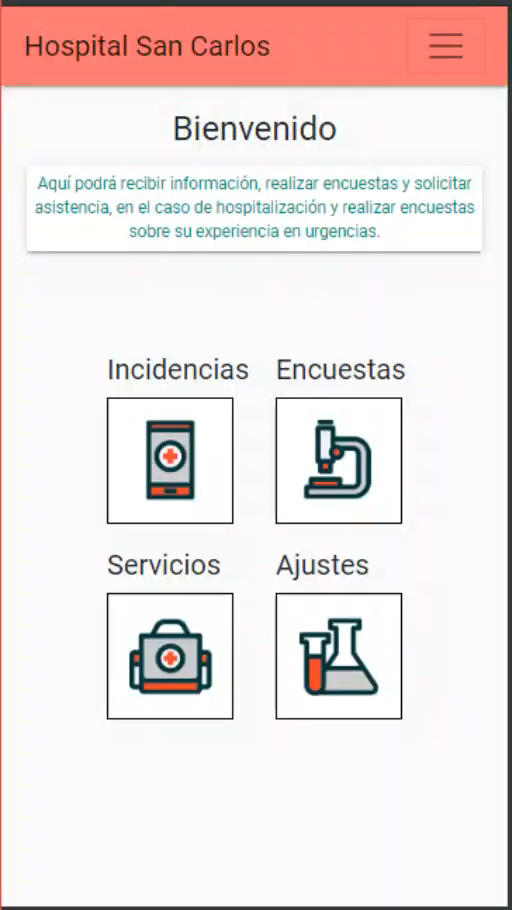 Hospital San Carlos
Bienvenido
Aquí podrá recibir información, realizar encuestas y solicitar
asistencia, en el caso de hospitalización y realizar encuestas
sobre su experiencia en urgencias.
Incidencias
Encuestas
Servicios
Ajustes